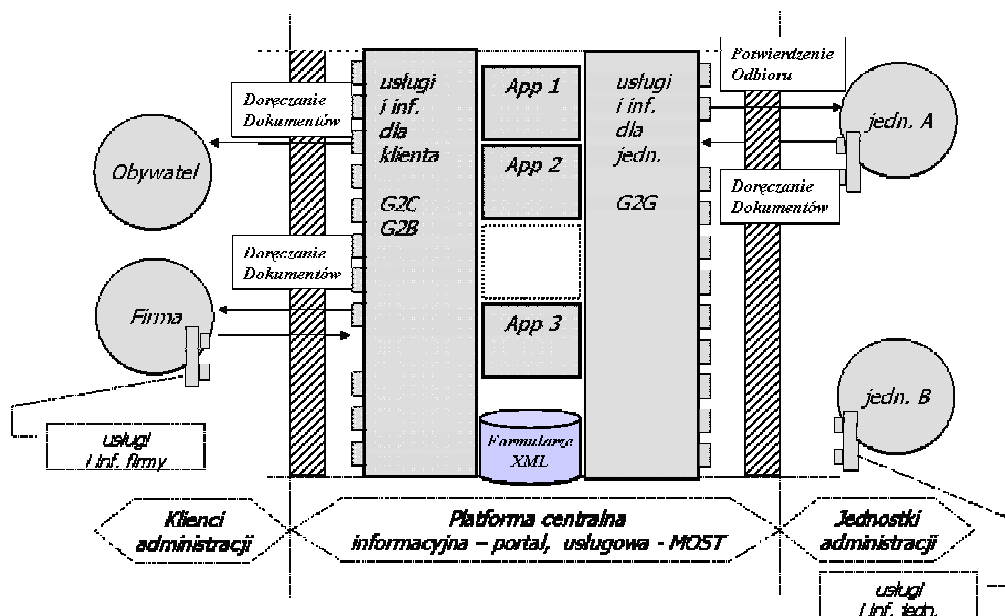 Doręczanie
Dokumentów
Obywatel
Doręczanie
Dokumentów
Firma
usługi
i inf. firmy
usługi
i inf.
dla
klienta
G2C
G2B
App 1
App 2
App 3
Formularze
XML
usługi
i inf.
dla
jedn.
G2G
Potwierdzenie
Odbioru
jedn. A
Doręczanie
Dokumentów
jedn. B
Klienci
administracji
Platforma centralna
informacyjna – portal, usługowa - MOST
Jednostki
administracji
usługi
i inf. jedn.